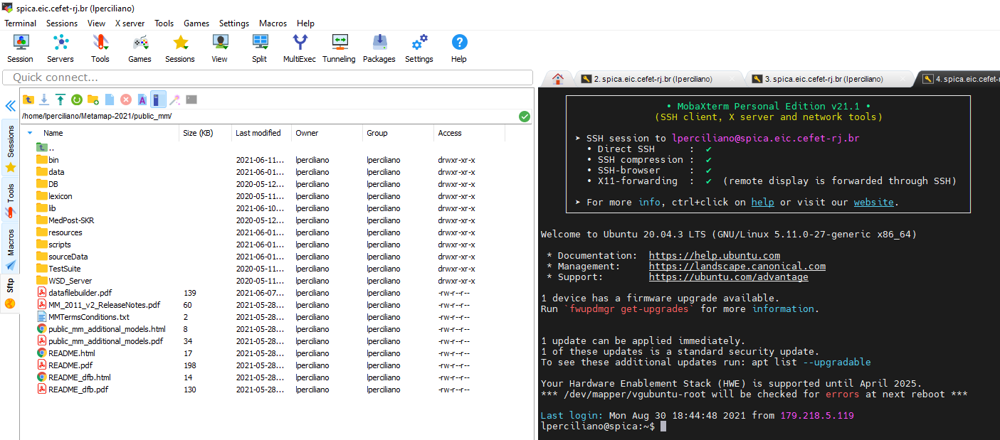 spica.eic.cefet-rj.br (lperciliano)
Terminal Sessions View X server Tools Games Settings Macros Help
Session Servers Tools Games Sessions View Split MultiExec Tunneling Packages Settings Help
Quick connect...
2. spica.eic.cefet-rj.br (lperciliano) 3. spica.eic.cefet-rj.br (lperciliano) 4. spica.eic.cefet-r
/home/lperciliano/Metamap-2021/public_mm/
Sessions
Tools
Macros
Sftp
Name Size (KB) Last modified Owner Group Access
..
bin 2021-06-11... lperciliano lperciliano drwxr-xr-x
data 2021-06-01... lperciliano lperciliano drwxr-xr-x
DB 2020-05-12... lperciliano lperciliano drwxr-xr-x
lexicon 2021-06-01... lperciliano lperciliano drwxr-xr-x
lib 2021-06-10... lperciliano lperciliano drwxr-xr-x
MedPost-SKR 2020-05-11... lperciliano lperciliano drwxr-xr-x
resources 2021-06-01... lperciliano lperciliano drwxr-xr-x
scripts 2021-06-01... lperciliano lperciliano drwxr-xr-x
sourceData 2021-06-01... lperciliano lperciliano drwxr-xr-x
TestSuite 2020-05-11... lperciliano lperciliano drwxr-xr-x
WSD_Server 2020-05-11... lperciliano lperciliano drwxr-xr-x
datafilebuilder.pdf 139 2021-06-07... lperciliano lperciliano -rw-r--r--
MM_2011_v2_ReleaseNotes.pdf 60 2021-05-28... lperciliano lperciliano -rw-r--r--
MMTermsConditions.txt 2 2021-05-28... lperciliano lperciliano -rw-r--r--
public_mm_additional_models.html 8 2021-05-28... lperciliano lperciliano -rw-r--r--
public_mm_additional_models.pdf 34 2021-05-28... lperciliano lperciliano -rw-r--r--
README.html 17 2021-05-28... lperciliano lperciliano -rw-r--r--
README.pdf 198 2021-05-28... lperciliano lperciliano -rw-r--r--
README_dfb.html 14 2021-05-28... lperciliano lperciliano -rw-r--r--
README_dfb.pdf 130 2021-05-28... lperciliano lperciliano -rw-r--r--
• MobaXterm Personal Edition v21.1 •
(SSH client, X server and network tools)
➤ SSH session to lperciliano@spica.eic.cefet-rj.br
• Direct SSH : ✔
• SSH compression : ✔
• SSH-browser : ✔
• X11-forwarding : ✔ (remote display is forwarded through SSH)
➤ For more info, ctrl+click on help or visit our website.
Welcome to Ubuntu 20.04.3 LTS (GNU/Linux 5.11.0-27-generic x86_64)
* Documentation: https://help.ubuntu.com
* Management: https://landscape.canonical.com
* Support: https://ubuntu.com/advantage
1 device has a firmware upgrade available.
Run `fwupdmgr get-upgrades` for more information.
1 update can be applied immediately.
1 of these updates is a standard security update.
To see these additional updates run: apt list --upgradable
Your Hardware Enablement Stack (HWE) is supported until April 2025.
*** /dev/mapper/vgubuntu-root will be checked for errors at next reboot ***
Last login: Mon Aug 30 18:44:48 2021 from 179.218.5.119
lperciliano@spica:~$